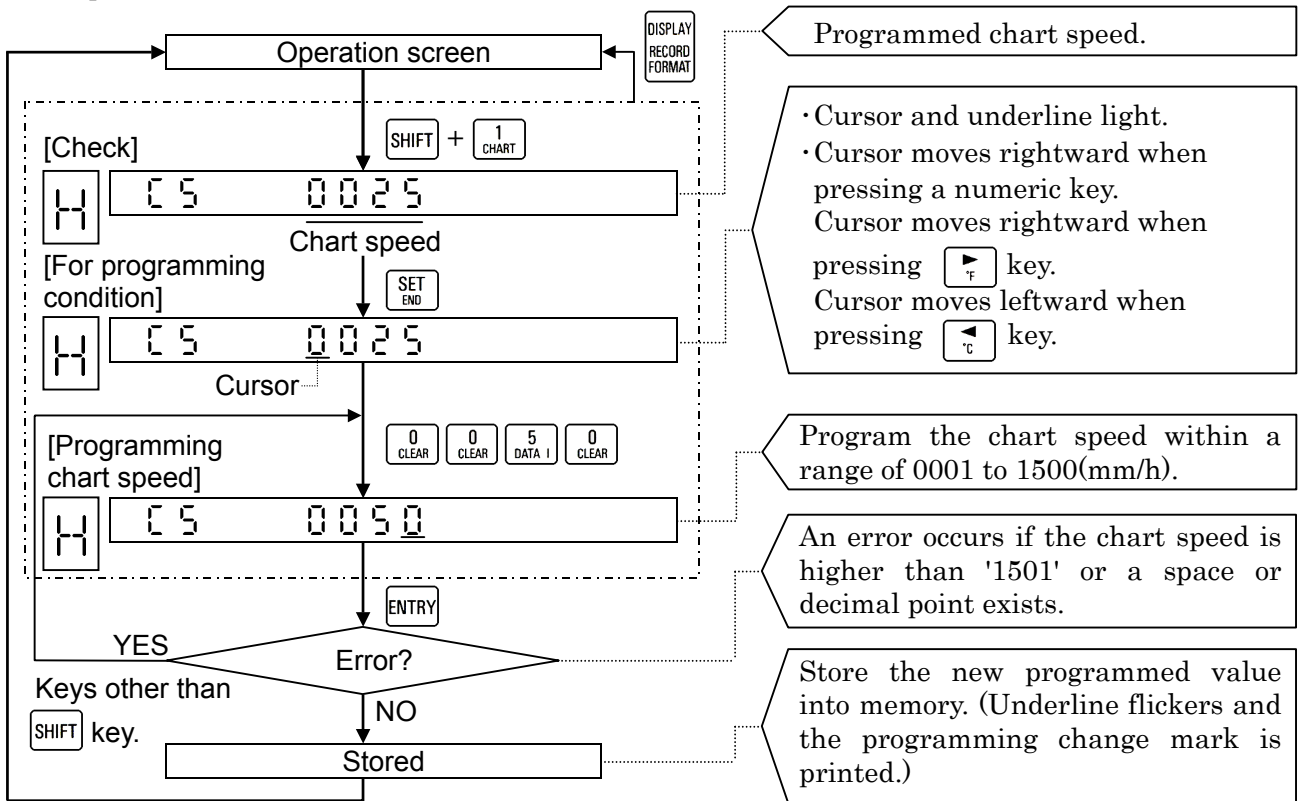 Operation screen
DISPLAY
RECORD
FORMAT
Programmed chart speed.
SHIFT + 1
CHART
[Check]
H CS 0025
Chart speed
・Cursor and underline light.
・Cursor moves rightward when
pressing a numeric key.
Cursor moves rightward when
pressing ► °F key.
Cursor moves leftward when
pressing ◄ °C key.
[For programming
condition]
SET
END
H CS 0025
Cursor
[Programming
chart speed]
0 0 5 0
CLEAR CLEAR DATA I CLEAR
H CS 0050
Program the chart speed within a
range of 0001 to 1500(mm/h).
ENTRY
An error occurs if the chart speed is
higher than '1501' or a space or
decimal point exists.
YES
Error?
Keys other than
SHIFT key.
NO
Stored
Store the new programmed value
into memory. (Underline flickers and
the programming change mark is
printed.)